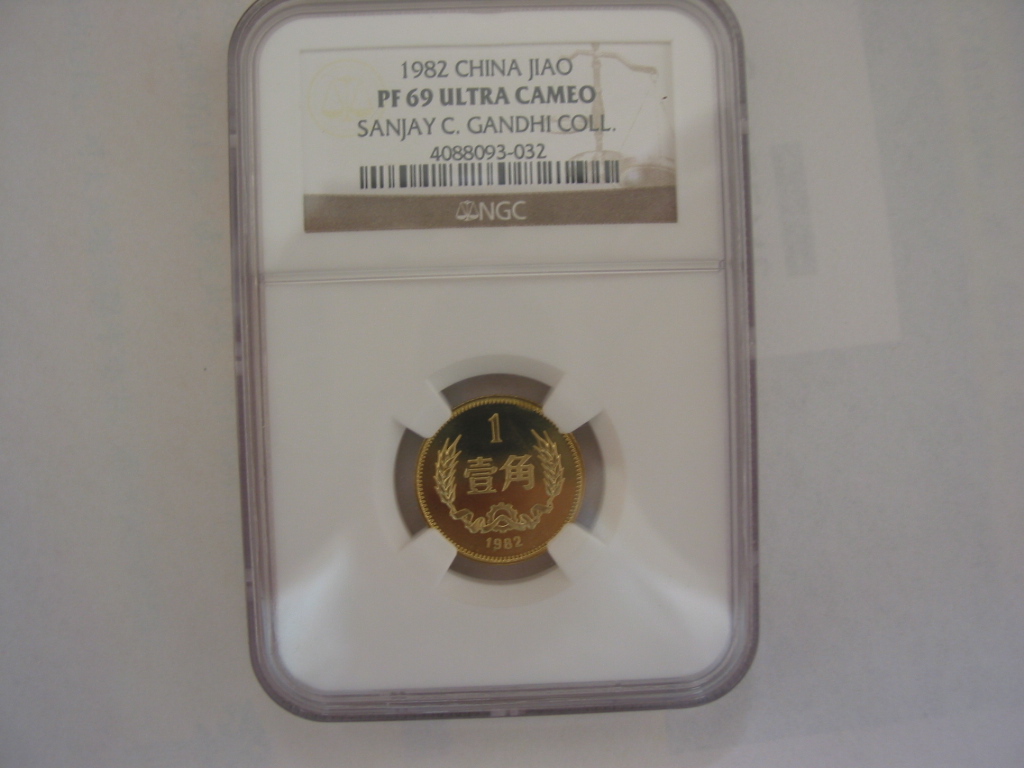 1982 CHINA JIAO
PF 69 ULTRA CAMEO
SANJAY C. GANDHI COLL.
4088093-032
NGC
1
壹角
1982